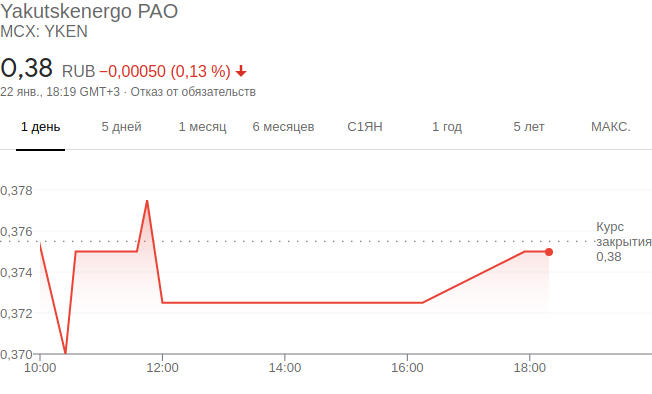 Yakutskenergo PAO
MCX: YKEN
0,38 RUB −0,00050 (0,13 %)
22 янв., 18:19 GMT+3 · Отказ от обязательств
1 день 5 дней 1 месяц 6 месяцев С1ЯН 1 год 5 лет МАКС.
0,378
0,376
0,374
0,372
0,370
Курс
закрытия
0,38
10:00 12:00 14:00 16:00 18:00